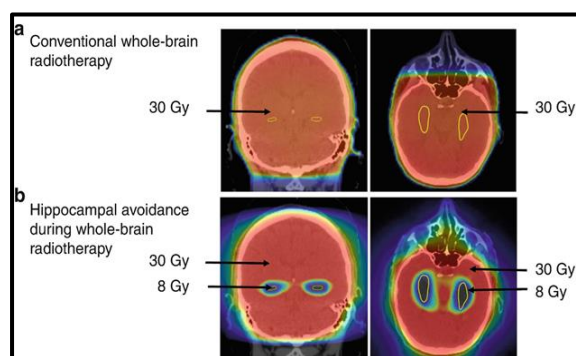 a
Conventional whole-brain
radiotherapy
30 Gy
30 Gy
b
Hippocampal avoidance
during whole-brain
radiotherapy
30 Gy
30 Gy
8 Gy
8 Gy